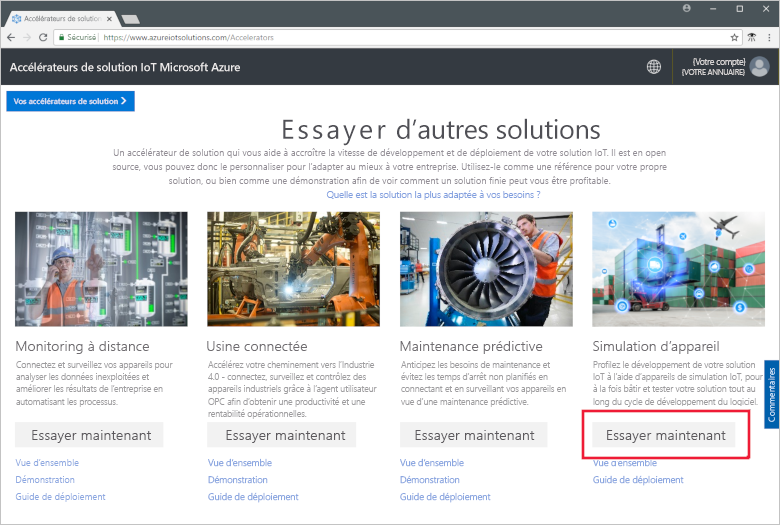 Accélérateurs de solution
Sécurisé
https://www.azureiotsolutions.com/Accelerators
Accélérateurs de solution IoT Microsoft Azure
{Votre compte}
{VOTRE ANNUAIRE}
Vos accélérateurs de solution
Essayer d'autres solutions
Un accélérateur de solution qui vous aide à accroître la vitesse de développement et de déploiement de votre solution IoT. Il est en open
source, vous pouvez donc le personnaliser pour l'adapter au mieux à votre entreprise. Utilisez-le comme une référence pour votre propre
solution, ou bien comme une démonstration afin de voir comment un solution finie peut vous être profitable.
Quelle est la solution la plus adaptée à vos besoins ?
Monitoring à distance
Connectez et surveillez vos appareils pour
analyser les données inexploitées et
améliorer les résultats de l'entreprise en
automatisant les processus.
Essayer maintenant
Vue d'ensemble
Démonstration
Guide de déploiement
Usine connectée
Accélérez votre cheminement vers l'Industrie
4.0 - connectez, surveillez et contrôlez des
appareils industriels grâce à l'agent utilisateur
OPC afin d'obtenir une productivité et une
rentabilité opérationnelles.
Essayer maintenant
Vue d'ensemble
Démonstration
Guide de déploiement
Maintenance prédictive
Anticipez les besoins de maintenance et
évitez les temps d'arrêt non planifiés en
connectant et en surveillant vos appareils en
vue d'une maintenance prédictive.
Essayer maintenant
Vue d'ensemble
Démonstration
Guide de déploiement
Simulation d'appareil
Profilez le développement de votre solution
IoT à l'aide d'appareils de simulation IoT, pour
à la fois bâtir et tester votre solution tout au
long du cycle de développement du logiciel.
Essayer maintenant
Vue d'ensemble
Guide de déploiement
Commentaires